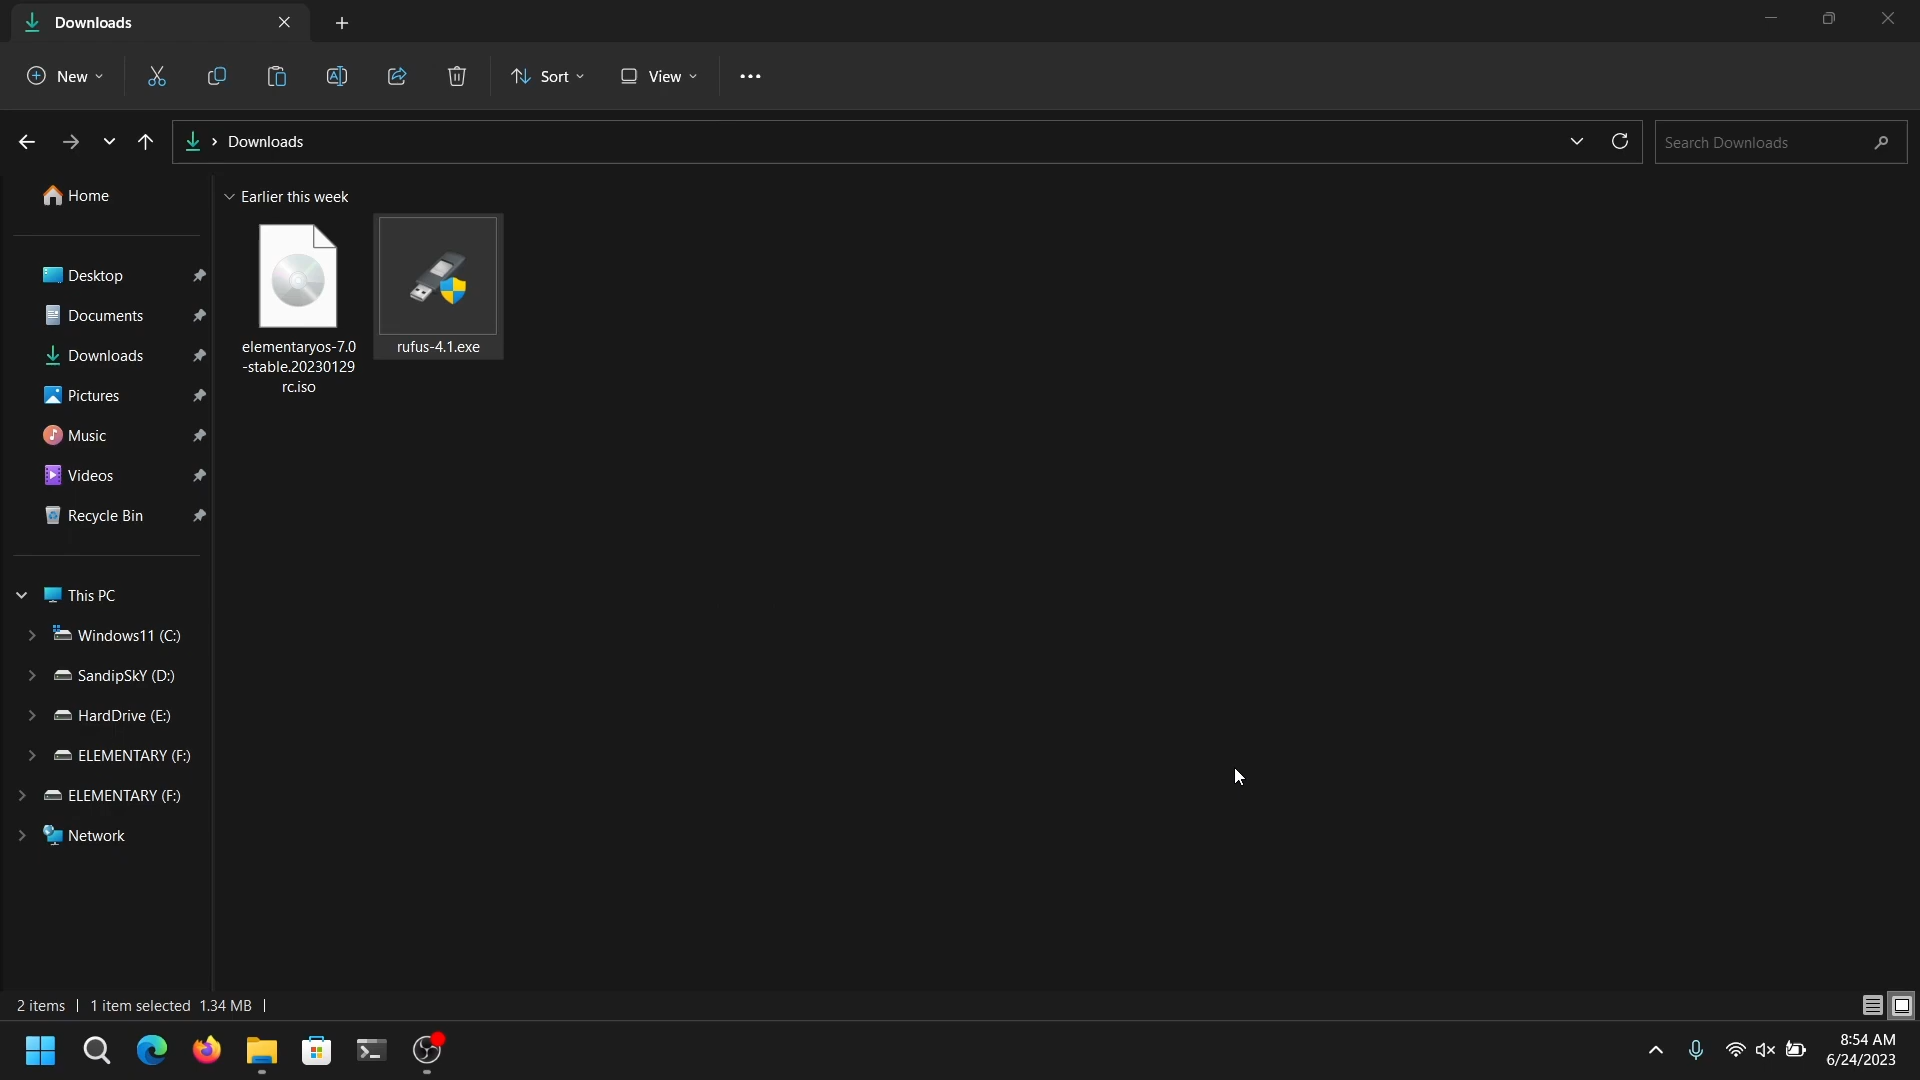 Downloads
New
Sort
View
Downloads
Search Downloads
Home
Desktop
Documents
Downloads
Pictures
Music
Videos
Recycle Bin
This PC
Windows11 (C:)
SandipSkY (D:)
HardDrive (E:)
ELEMENTARY (F:)
ELEMENTARY (F:)
Network
Earlier this week
elementaryos-7.0
-stable.20230129
rc.iso
rufus-4.1.exe
2 items
1 item selected 1.34 MB
8:54 AM
6/24/2023